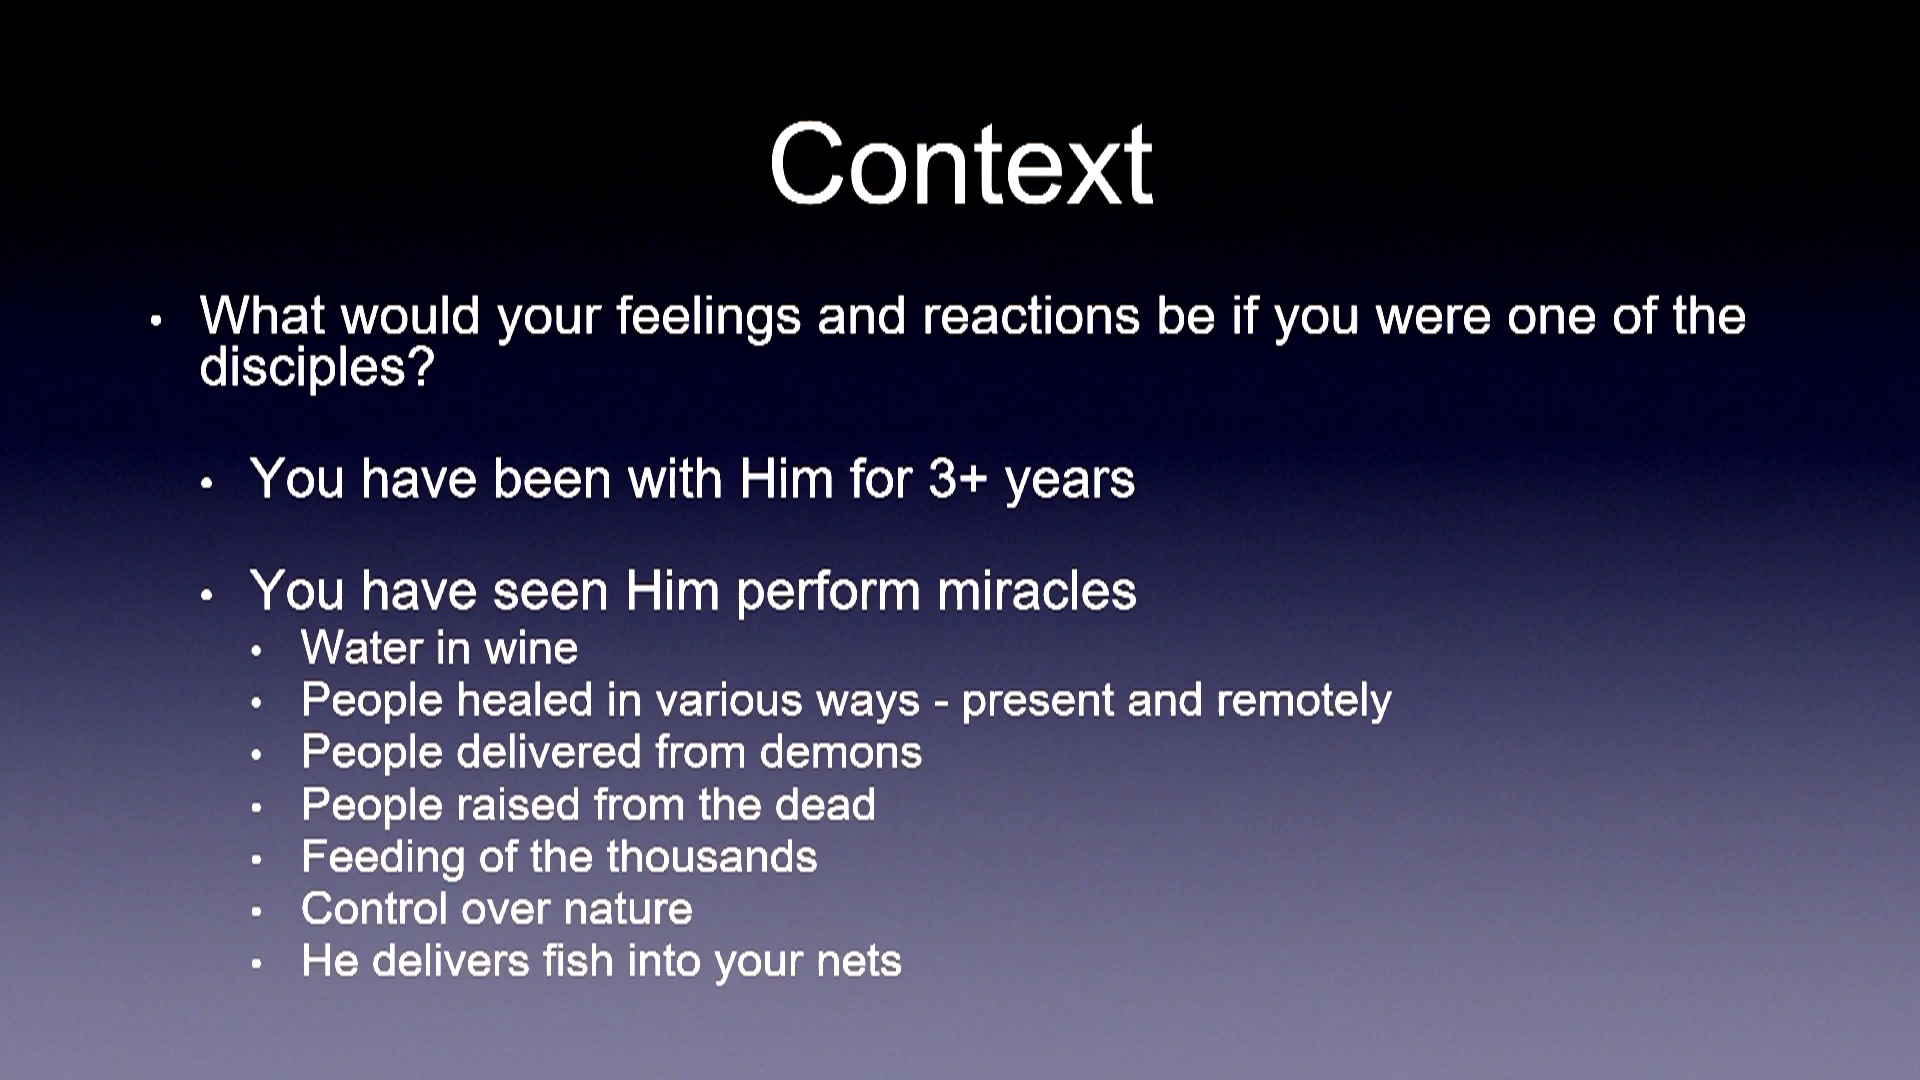 Context
• What would your feelings and reactions be if you were one of the
disciples?
• You have been with Him for 3+ years
• You have seen Him perform miracles
• Water in wine
• People healed in various ways - present and remotely
• People delivered from demons
• People raised from the dead
• Feeding of the thousands
• Control over nature
• He delivers fish into your nets